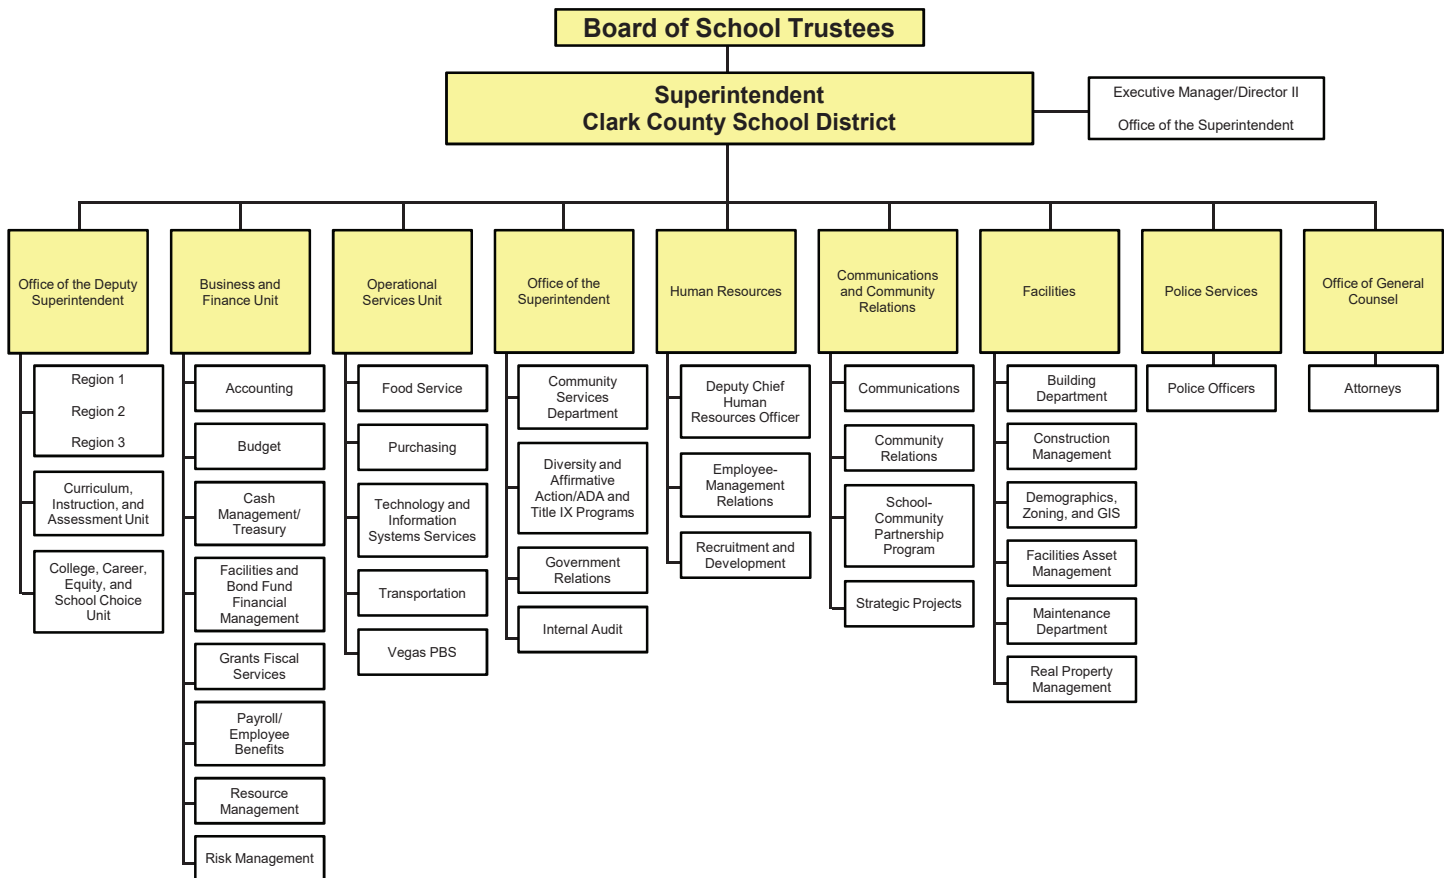 Board of School Trustees
Superintendent
Clark County School District
Executive Manager/Director II
Office of the Superintendent
Office of the Deputy
Superintendent
Business and
Finance Unit
Operational
Services Unit
Office of the
Superintendent
Human Resources
Communications
and Community
Relations
Facilities
Police Services
Office of General
Counsel
Region 1
Region 2
Region 3
Curriculum,
Instruction, and
Assessment Unit
College, Career,
Equity, and
School Choice
Unit
Accounting
Budget
Cash
Management/
Treasury
Facilities and
Bond Fund
Financial
Management
Grants Fiscal
Services
Payroll/
Employee
Benefits
Resource
Management
Risk Management
Food Service
Purchasing
Technology and
Information
Systems Services
Transportation
Vegas PBS
Community
Services
Department
Diversity and
Affirmative
Action/ADA and
Title IX Programs
Government
Relations
Internal Audit
Deputy Chief
Human
Resources Officer
Employee-
Management
Relations
Recruitment and
Development
Communications
Community
Relations
School-
Community
Partnership
Program
Strategic Projects
Building
Department
Construction
Management
Demographics,
Zoning, and GIS
Facilities Asset
Management
Maintenance
Department
Real Property
Management
Police Officers
Attorneys